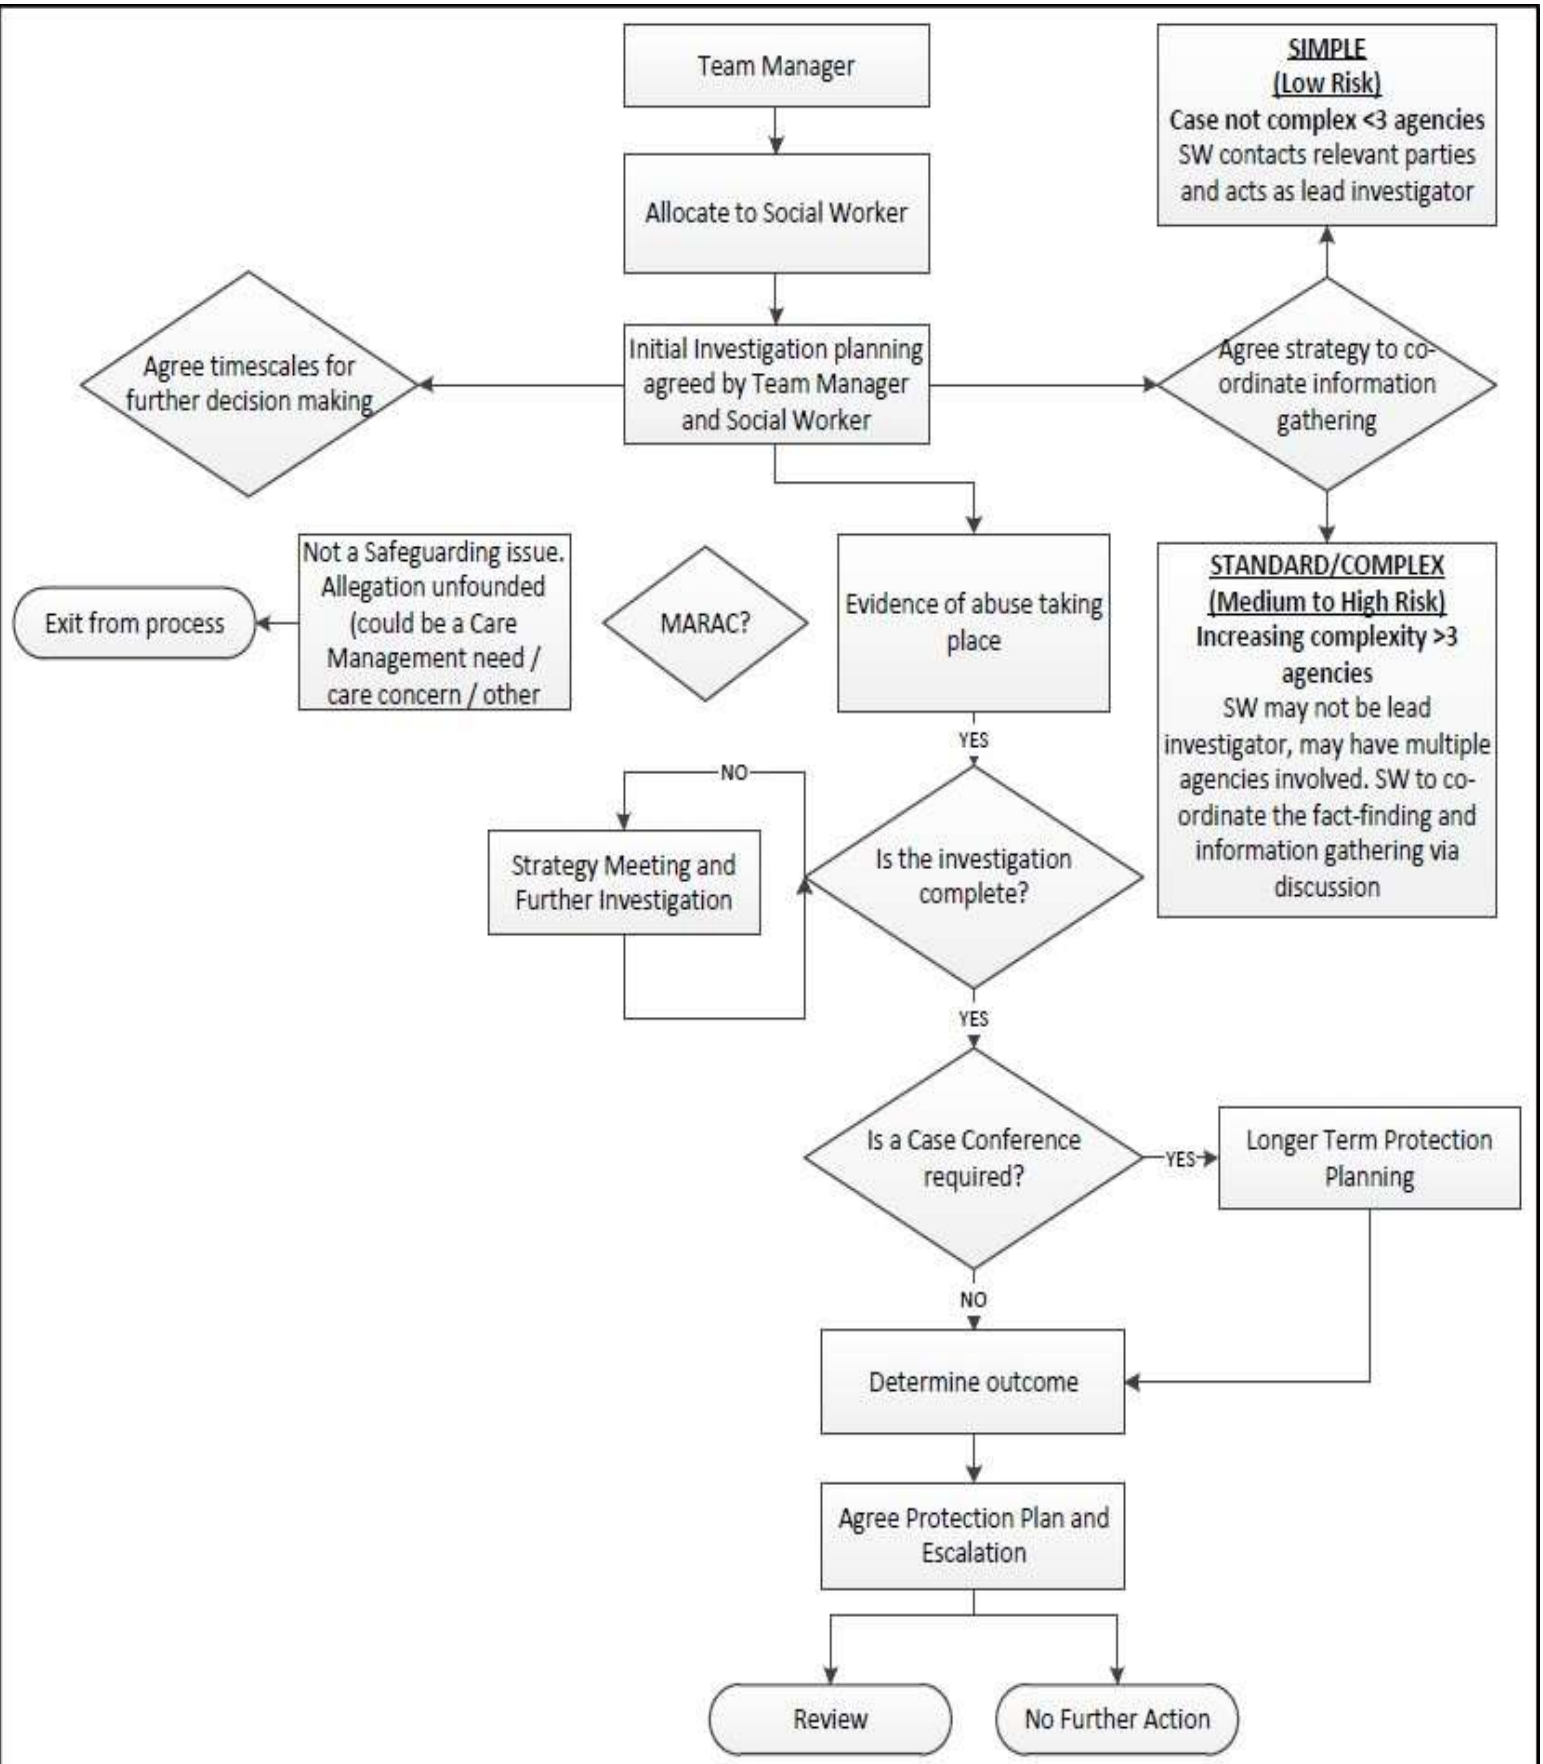 Team Manager
SIMPLE
(Low Risk)
Case not complex <3 agencies
SW contacts relevant parties
and acts as lead investigator
Allocate to Social Worker
Agree timescales for
further decision making
Initial Investigation planning
agreed by Team Manager
and Social Worker
Agree strategy to co-
ordinate information
gathering
Exit from process
Not a Safeguarding issue.
Allegation unfounded
(could be a Care
Management need /
care concern / other
MARAC?
Evidence of abuse taking
place
STANDARD/COMPLEX
(Medium to High Risk)
Increasing complexity >3
agencies
SW may not be lead
investigator, may have multiple
agencies involved. SW to co-
ordinate the fact-finding and
information gathering via
discussion
YES
NO
Strategy Meeting and
Further Investigation
Is the investigation
complete?
YES
Is a Case Conference
required?
YES
Longer Term Protection
Planning
NO
Determine outcome
Agree Protection Plan and
Escalation
Review
No Further Action